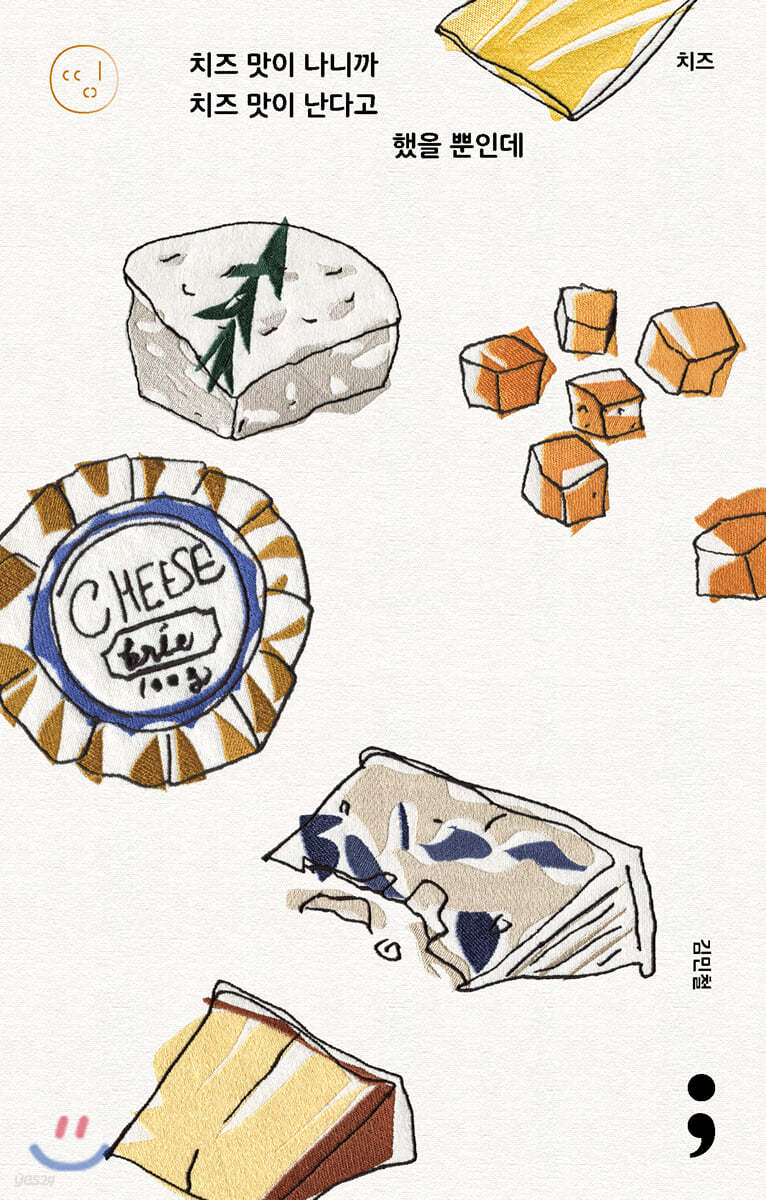 치즈 맛이 나니까
치즈 맛이 난다고
했을 뿐인데
치즈
CHEESE
brie
100g
김민철
;
yes24